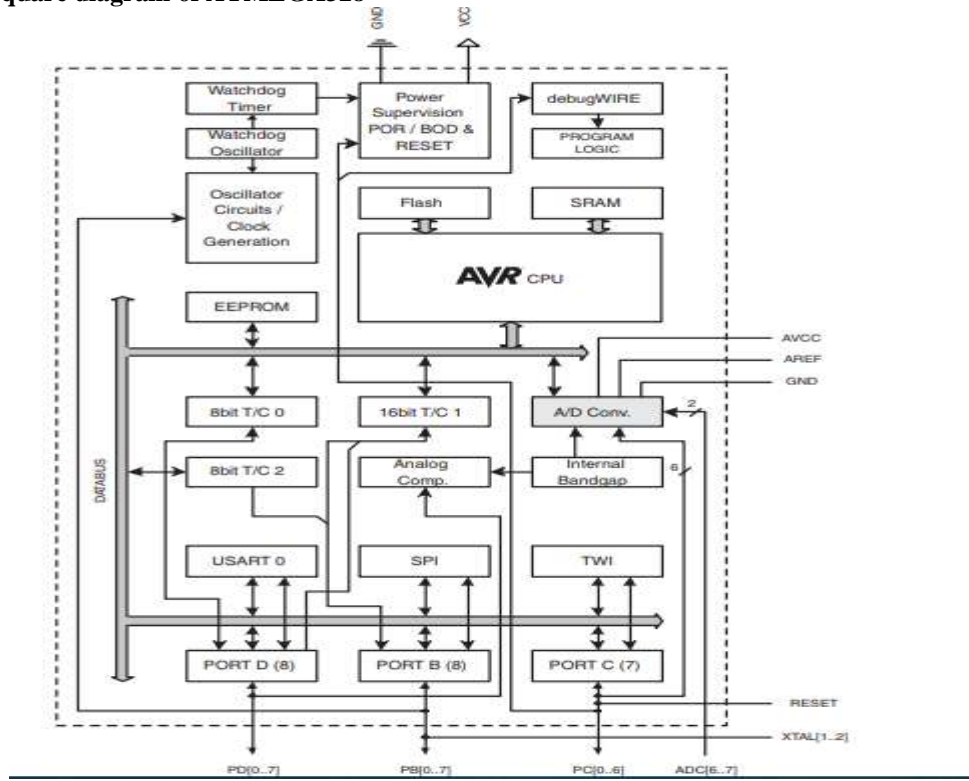 GND
VCC
Watchdog
Timer
Power
Supervision
POR / BOD &
RESET
debugWIRE
Watchdog
Oscillator
PROGRAM
LOGIC
Oscillator
Circuits /
Clock
Generation
Flash
SRAM
AVR CPU
EEPROM
AVCC
AREF
GND
8bit T/C 0
16bit T/C 1
A/D Conv.
2
DATABUS
8bit T/C 2
Analog
Comp.
Internal
Bandgap
6
USART 0
SPI
TWI
PORT D (8)
PORT B (8)
PORT C (7)
RESET
XTAL[1..2]
PD[0..7]
PB[0..7]
PC[0..6]
ADC[6..7]